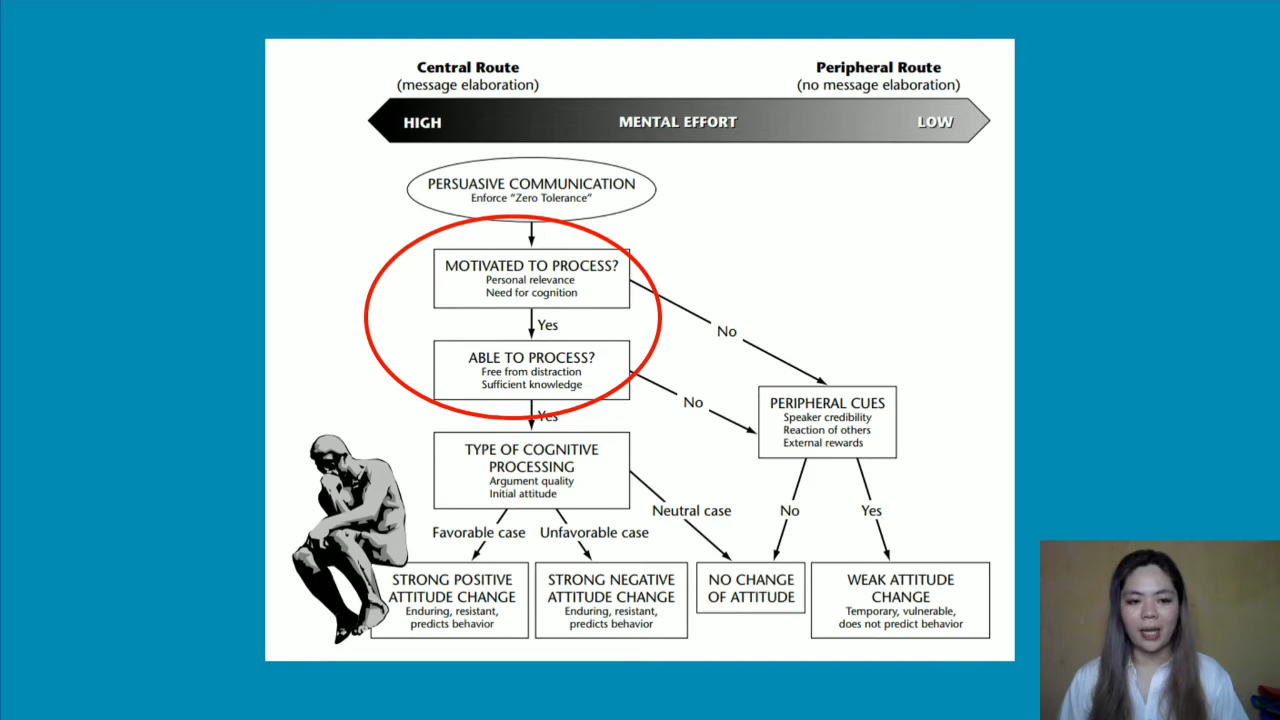 Central Route
(message elaboration)
Peripheral Route
(no message elaboration)
HIGH
MENTAL EFFORT
LOW
PERSUASIVE COMMUNICATION
Enforce "Zero Tolerance"
MOTIVATED TO PROCESS?
Personal relevance
Need for cognition
Yes
No
ABLE TO PROCESS?
Free from distraction
Sufficient knowledge
Yes
No
PERIPHERAL CUES
Speaker credibility
Reaction of others
External rewards
TYPE OF COGNITIVE
PROCESSING
Argument quality
Initial attitude
Favorable case
Unfavorable case
Neutral case
No
Yes
STRONG POSITIVE
ATTITUDE CHANGE
Enduring, resistant,
predicts behavior
STRONG NEGATIVE
ATTITUDE CHANGE
Enduring, resistant,
predicts behavior
NO CHANGE
OF ATTITUDE
WEAK ATTITUDE
CHANGE
Temporary, vulnerable,
does not predict behavior